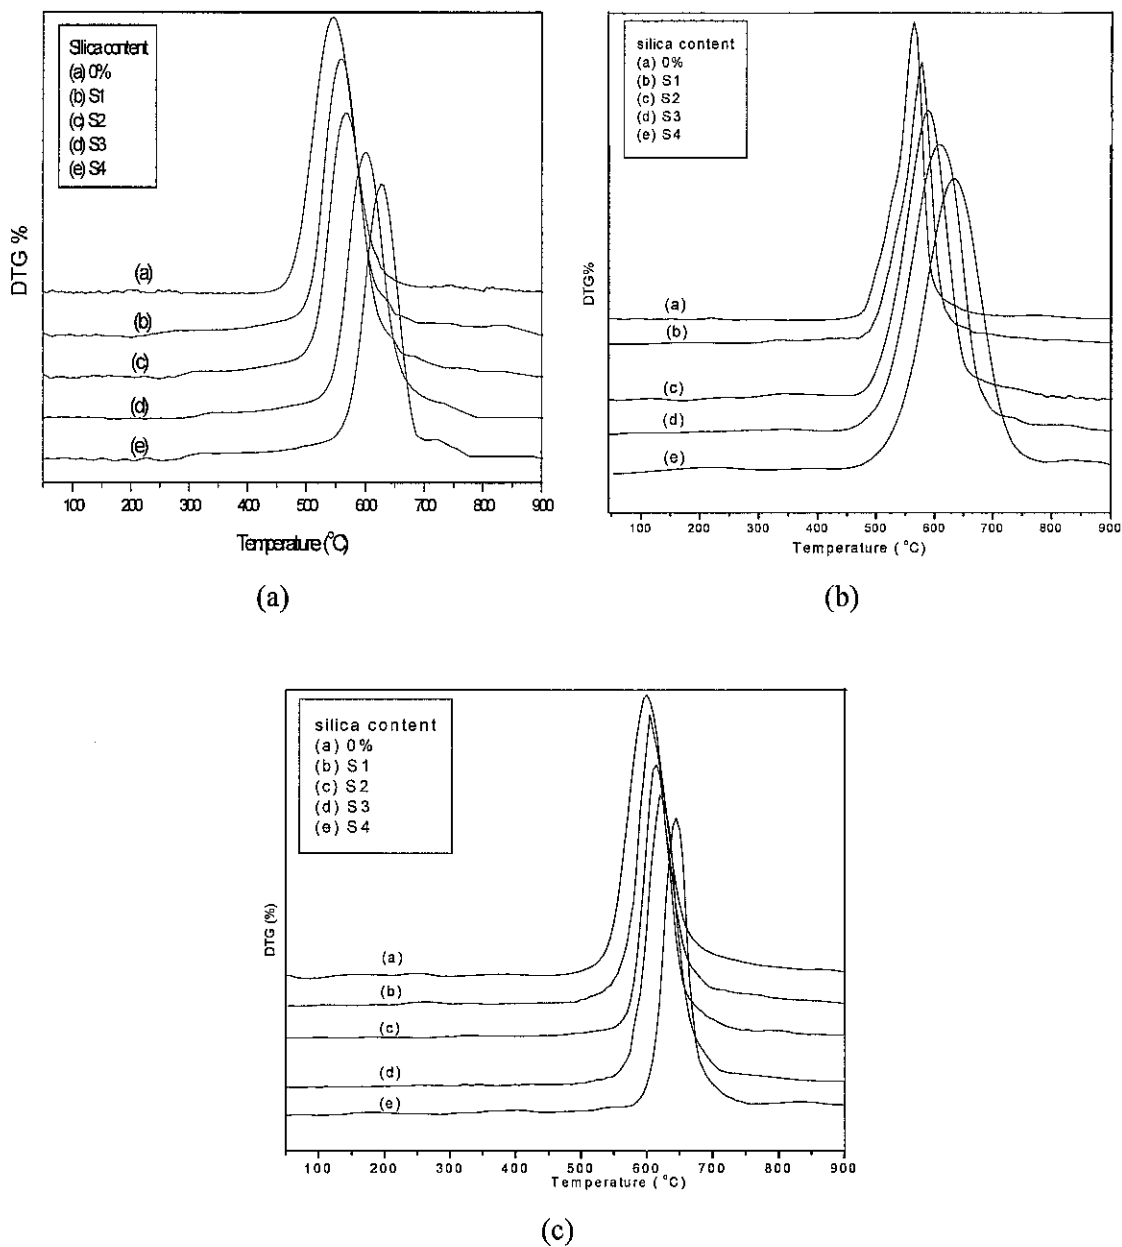 Silica content
(a) 0%
(b) S1
(c) S2
(d) S3
(e) S4
DTG %
(a)
(b)
(c)
(d)
(e)
100 200 300 400 500 600 700 800 900
Temperature (°C)
(a)
silica content
(a) 0%
(b) S1
(c) S2
(d) S3
(e) S4
DTG%
(a)
(b)
(c)
(d)
(e)
100 200 300 400 500 600 700 800 900
Temperature ( °C)
(b)
silica content
(a) 0%
(b) S1
(c) S2
(d) S3
(e) S4
DTG (%)
(a)
(b)
(c)
(d)
(e)
100 200 300 400 500 600 700 800 900
Temperature ( °C)
(c)